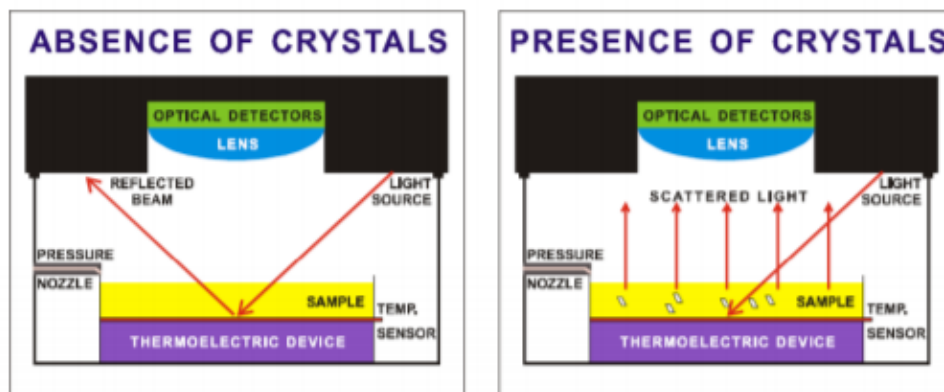 ABSENCE OF CRYSTALS
OPTICAL DETECTORS
LENS
REFLECTED
BEAM
LIGHT
SOURCE
PRESSURE
NOZZLE
SAMPLE
TEMP.
SENSOR
THERMOELECTRIC DEVICE
PRESENCE OF CRYSTALS
OPTICAL DETECTORS
LENS
SCATTERED LIGHT
LIGHT
SOURCE
PRESSURE
NOZZLE
SAMPLE
TEMP.
SENSOR
THERMOELECTRIC DEVICE